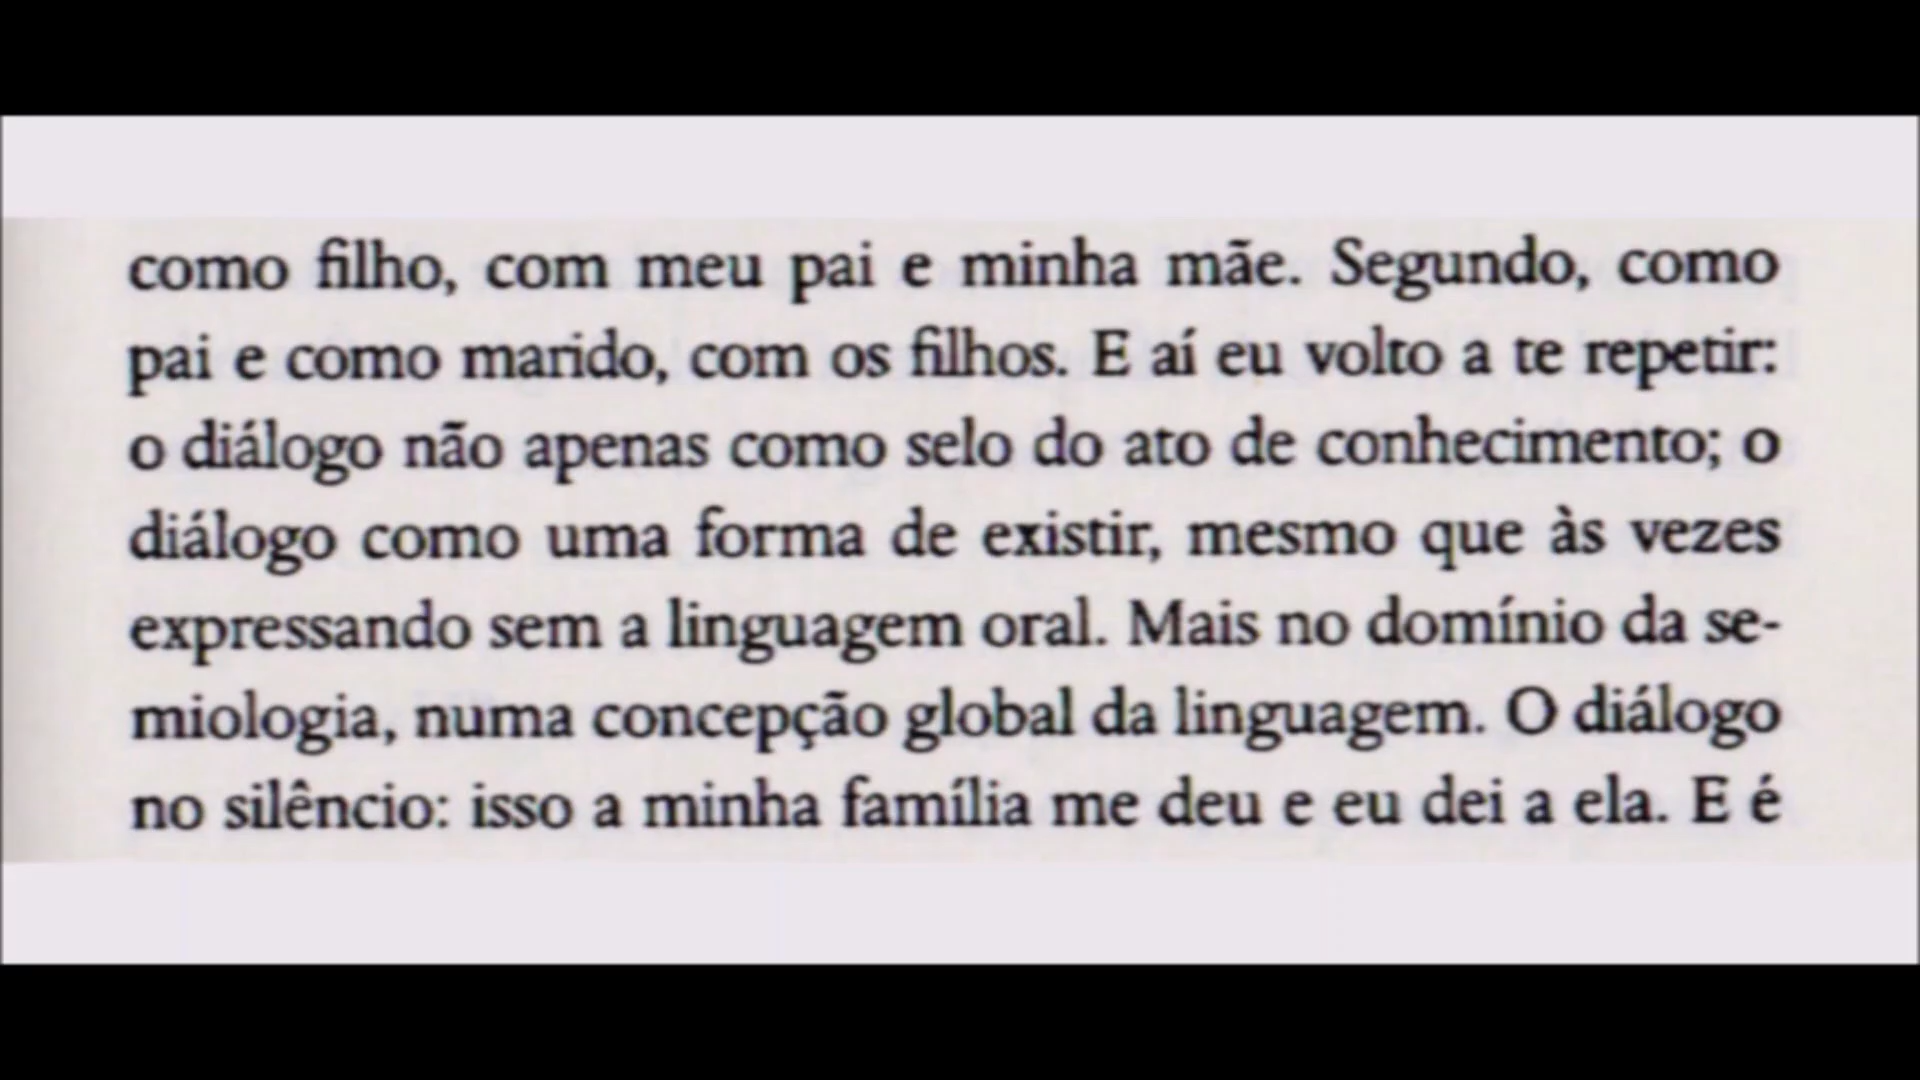 como filho, com meu pai e minha mãe. Segundo, como
pai e como marido, com os filhos. E aí eu volto a te repetir:
o diálogo não apenas como selo do ato de conhecimento; o
diálogo como uma forma de existir, mesmo que às vezes
expressando sem a linguagem oral. Mais no domínio da se-
miologia, numa concepção global da linguagem. O diálogo
no silêncio: isso a minha família me deu e eu dei a ela. E é